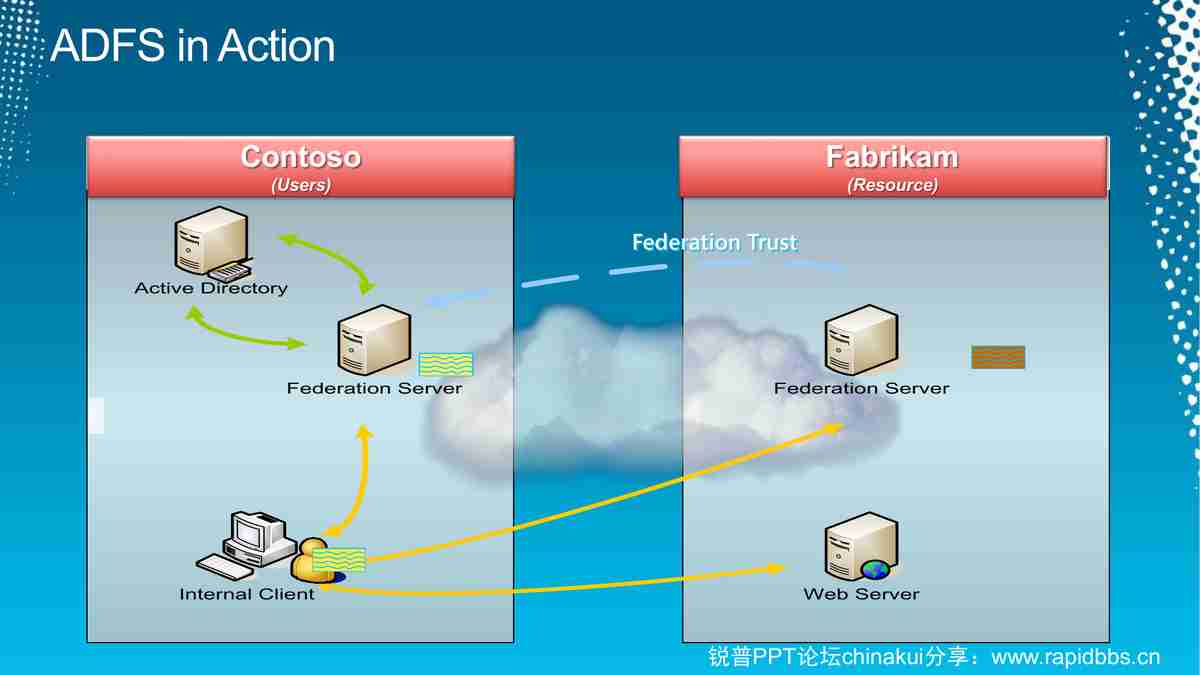 ADFS in Action
Contoso
(Users)
Fabrikam
(Resource)
Federation Trust
Active Directory
Federation Server
Federation Server
Internal Client
Web Server
锐普PPT论坛chinakui分享：www.rapidbbs.cn